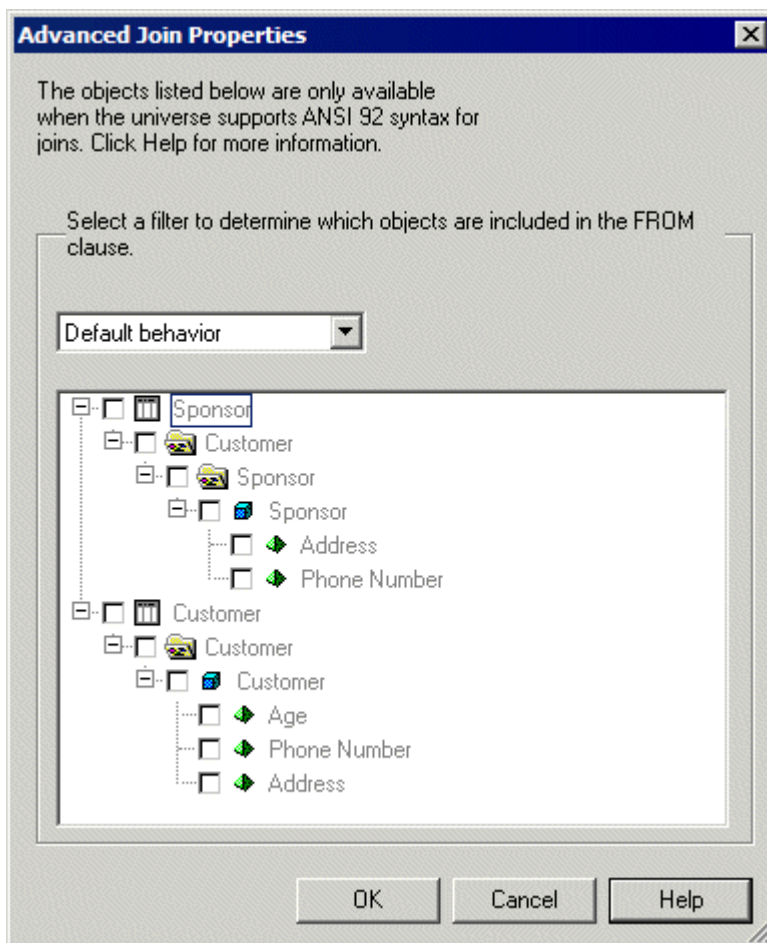 Advanced Join Properties
The objects listed below are only available
when the universe supports ANSI 92 syntax for
joins. Click Help for more information.
Select a filter to determine which objects are included in the FROM
clause.
Default behavior
Sponsor
Customer
Sponsor
Sponsor
Address
Phone Number
Customer
Customer
Customer
Age
Phone Number
Address
OK Cancel Help